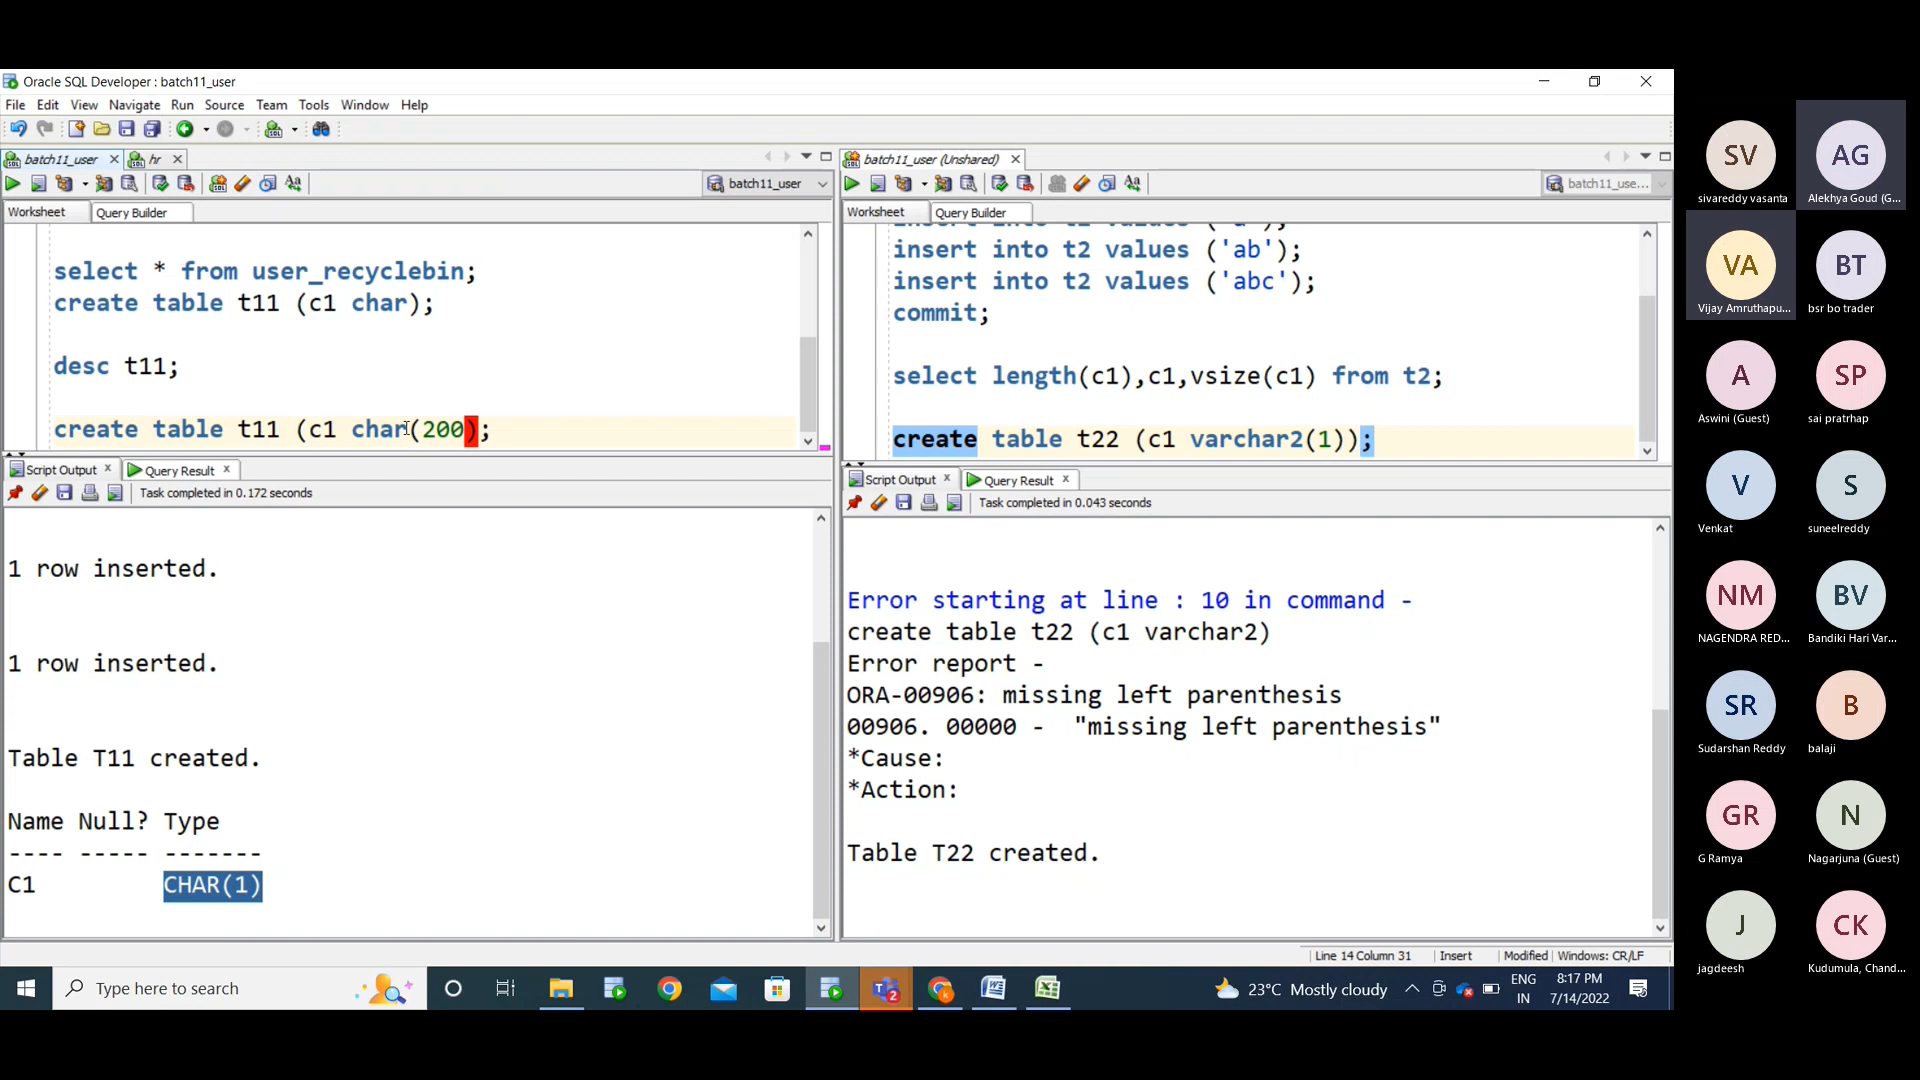 Oracle SQL Developer : batch11_user
File Edit View Navigate Run Source Team Tools Window Help
batch11_user hr
batch11_user
Worksheet Query Builder
select * from user_recyclebin;
create table t11 (c1 char);
desc t11;
create table t11 (c1 char(200);
Script Output Query Result
Task completed in 0.172 seconds
1 row inserted.
1 row inserted.
Table T11 created.
Name Null? Type
---- ----- -------
C1 CHAR(1)
batch11_user (Unshared)
batch11_use...
Worksheet Query Builder
insert into t2 values ('ab');
insert into t2 values ('abc');
commit;
select length(c1),c1,vsize(c1) from t2;
create table t22 (c1 varchar2(1));
Script Output Query Result
Task completed in 0.043 seconds
Error starting at line : 10 in command -
create table t22 (c1 varchar2)
Error report -
ORA-00906: missing left parenthesis
00906. 00000 - "missing left parenthesis"
*Cause:
*Action:
Table T22 created.
Line 14 Column 31 Insert Modified Windows: CR/LF
Type here to search
2
23°C Mostly cloudy
ENG
IN
8:17 PM
7/14/2022
SV
sivareddy vasanta
AG
Alekhya Goud (G...
VA
Vijay Amruthapu...
BT
bsr bo trader
A
Aswini (Guest)
SP
sai pratrhap
V
Venkat
S
suneelreddy
NM
NAGENDRA RED...
BV
Bandiki Hari Var...
SR
Sudarshan Reddy
B
balaji
GR
G Ramya
N
Nagarjuna (Guest)
J
jagdeesh
CK
Kudumula, Chand...